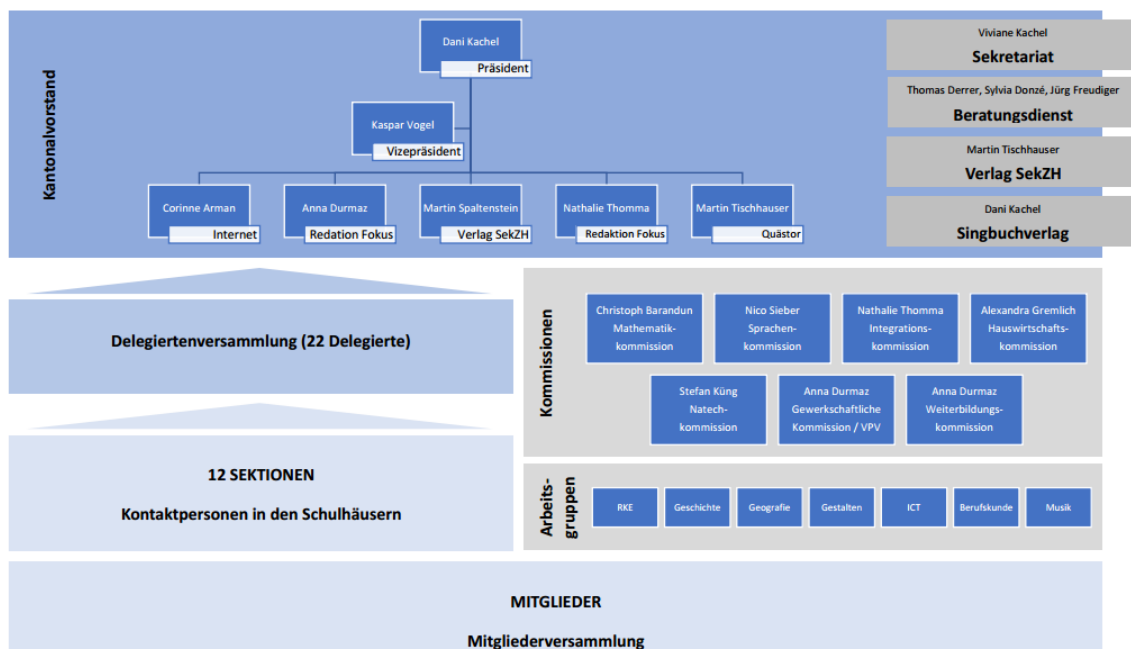 Kantonalvorstand
Dani Kachel
Präsident
Kaspar Vogel
Vizepräsident
Corinne Arman
Internet
Anna Durmaz
Redation Fokus
Martin Spaltenstein
Verlag SekZH
Nathalie Thomma
Redaktion Fokus
Martin Tischhauser
Quästor
Viviane Kachel
Sekretariat
Thomas Derrer, Sylvia Donzé, Jürg Freudiger
Beratungsdienst
Martin Tischhauser
Verlag SekZH
Dani Kachel
Singbuchverlag
Delegiertenversammlung (22 Delegierte)
12 SEKTIONEN
Kontaktpersonen in den Schulhäusern
Kommissionen
Christoph Barandun
Mathematik-
kommission
Nico Sieber
Sprachen-
kommission
Nathalie Thomma
Integrations-
kommission
Alexandra Gremlich
Hauswirtschafts-
kommission
Stefan Küng
Natech-
kommission
Anna Durmaz
Gewerkschaftliche
Kommission / VPV
Anna Durmaz
Weiterbildungs-
kommission
Arbeits-
gruppen
RKE
Geschichte
Geografie
Gestalten
ICT
Berufskunde
Musik
MITGLIEDER
Mitgliederversammlung